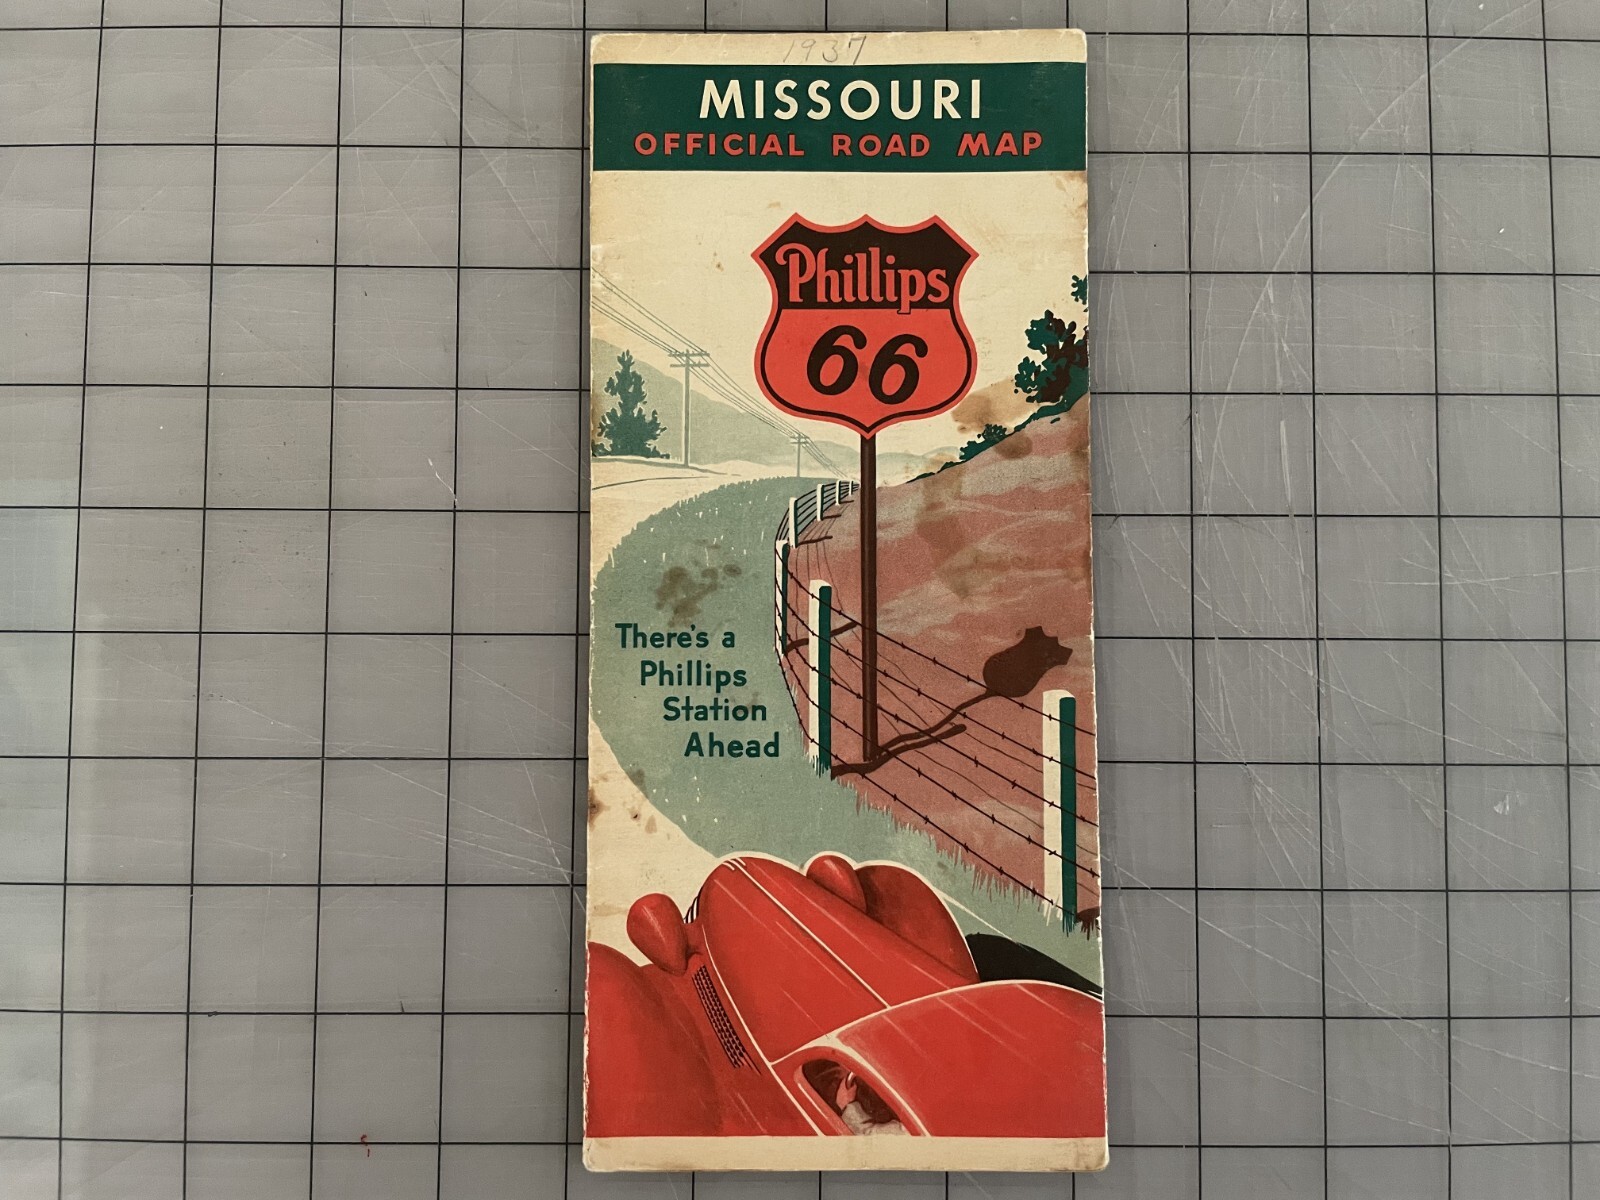 1937
MISSOURI
OFFICIAL ROAD MAP
Phillips
66
There's a
Phillips
Station
Ahead